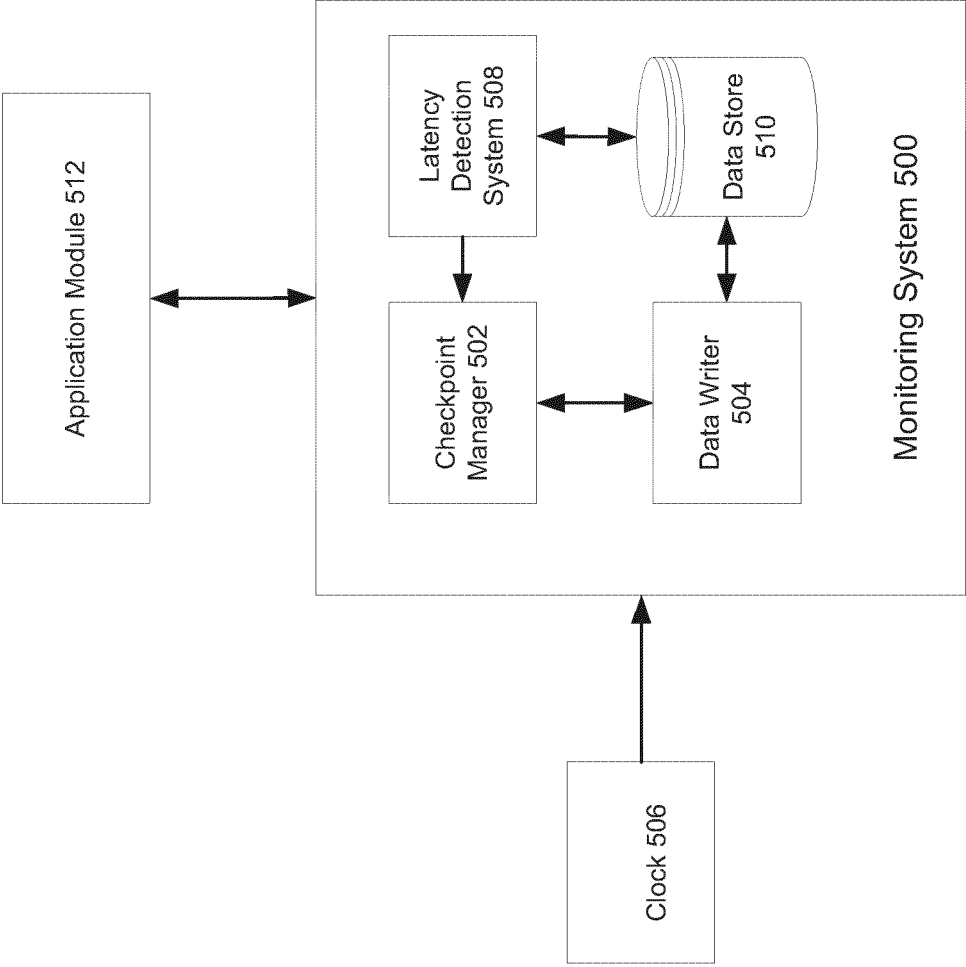 Application Module 512
Checkpoint
Manager 502
Latency
Detection
System 508
Data Writer
504
Data Store
510
Monitoring System 500
Clock 506